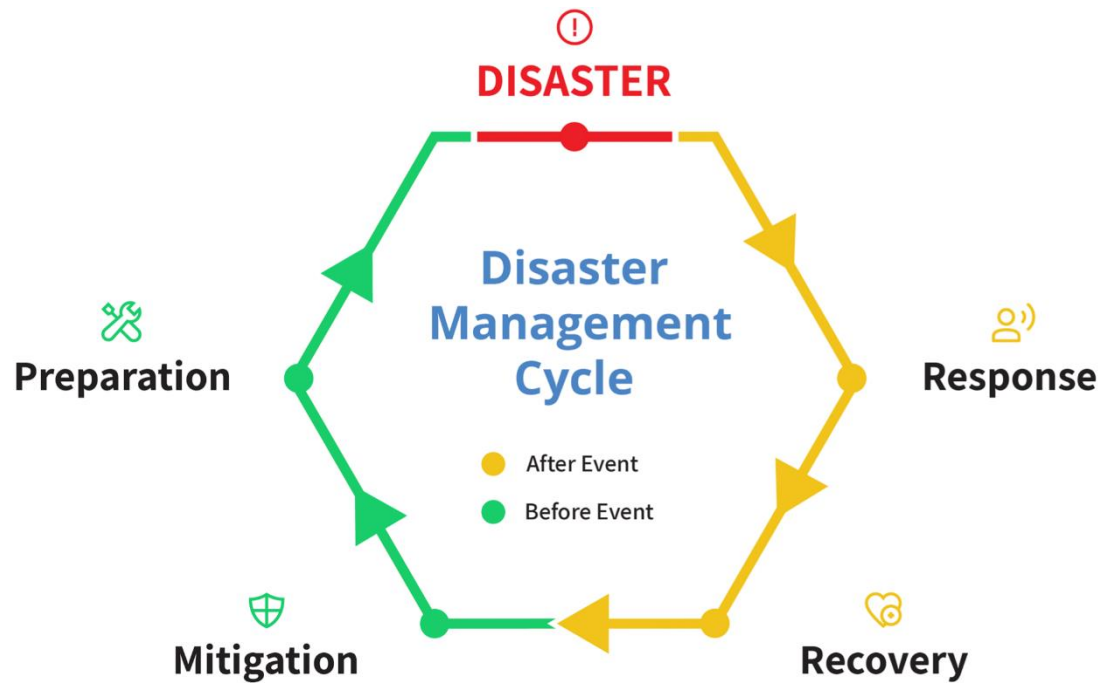 DISASTER
Disaster
Management
Cycle
Preparation
Response
After Event
Before Event
Mitigation
Recovery